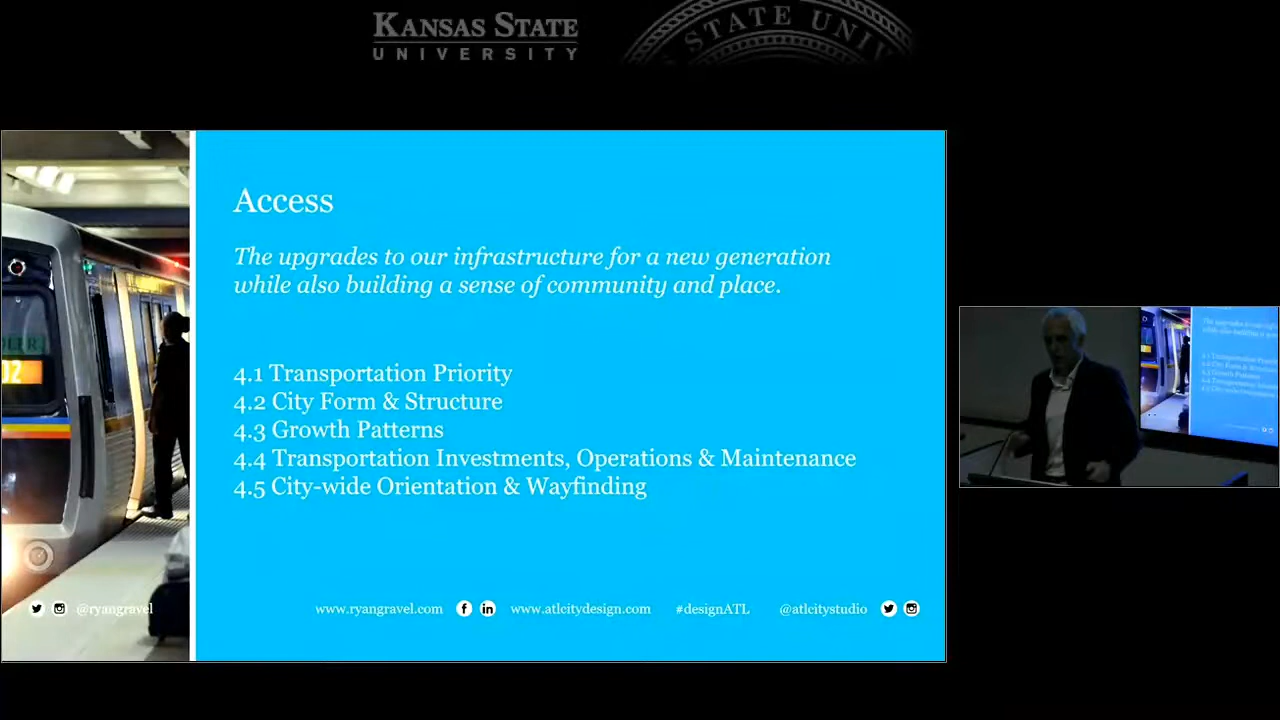 KANSAS STATE
UNIVERSITY
STATE UNIV
Access
The upgrades to our infrastructure for a new generation
while also building a sense of community and place.
4.1 Transportation Priority
4.2 City Form & Structure
4.3 Growth Patterns
4.4 Transportation Investments, Operations & Maintenance
4.5 City-wide Orientation & Wayfinding
@ryangravel
www.ryangravel.com
www.atlcitydesign.com
#designATL
@atlcitystudio